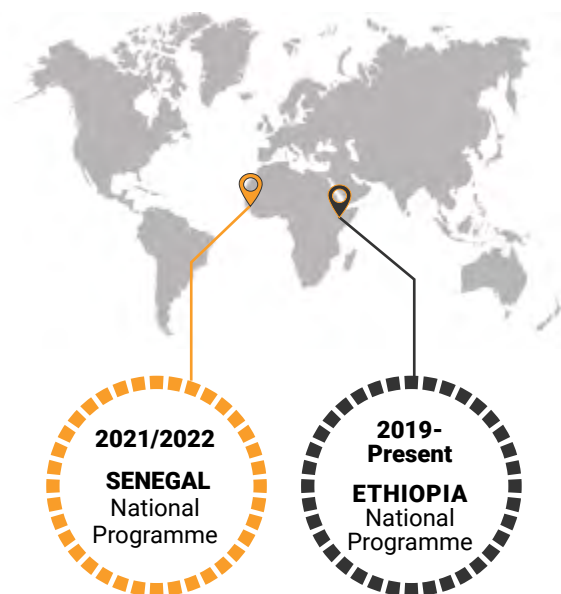 2021/2022
SENEGAL
National
Programme
2019-
Present
ETHIOPIA
National
Programme